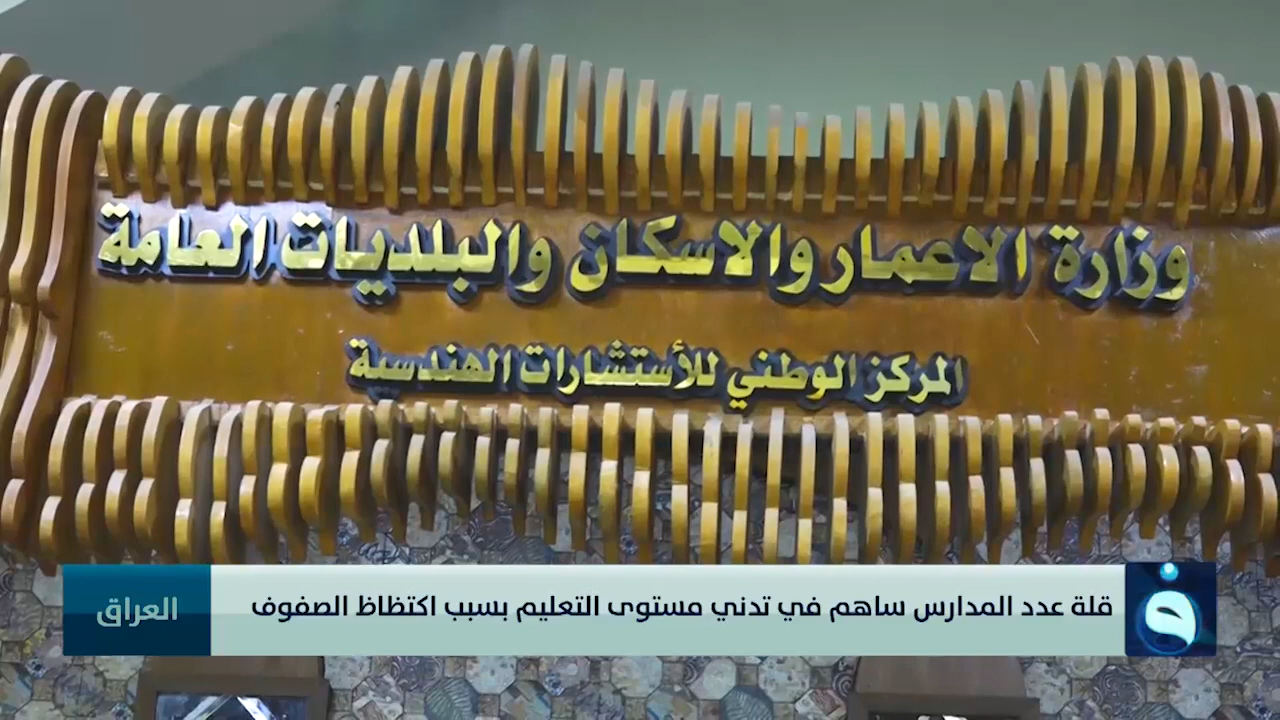 وزارة الاعمار والاسكان والبلديات العامة
المركز الوطني للأستشارات الهندسية
قلة عدد المدارس ساهم في تدني مستوى التعليم بسبب اكتظاظ الصفوف
العراق